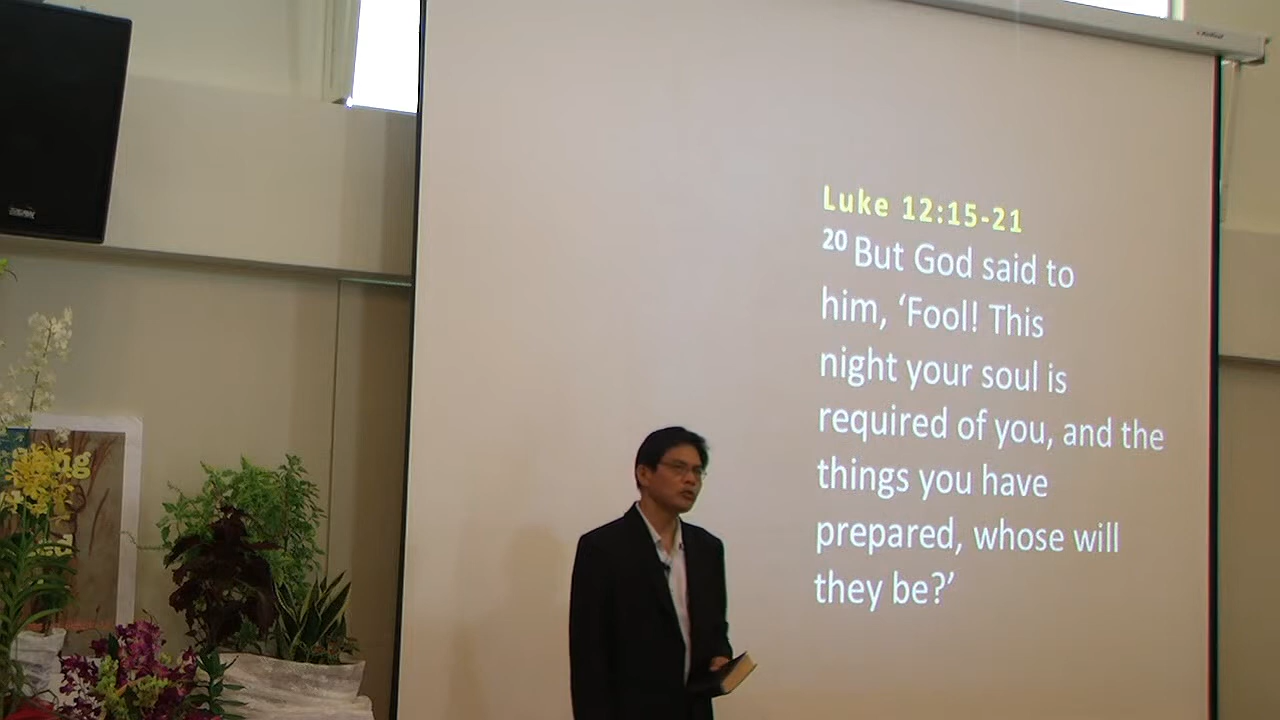 Luke 12:15-21
20 But God said to
him, ‘Fool! This
night your soul is
required of you, and the
things you have
prepared, whose will
they be?’